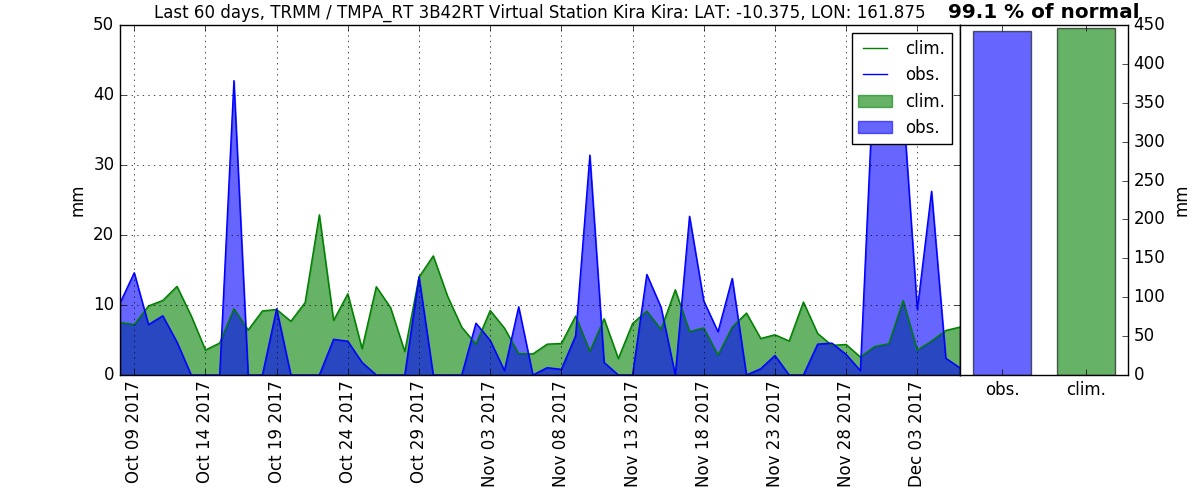 Last 60 days, TRMM / TMPA_RT 3B42RT Virtual Station Kira Kira: LAT: -10.375, LON: 161.875
99.1 % of normal
50
40
30
20
10
0
mm
clim.
obs.
clim.
obs.
450
400
350
300
250
200
150
100
50
0
mm
obs.
clim.
Oct 09 2017
Oct 14 2017
Oct 19 2017
Oct 24 2017
Oct 29 2017
Nov 03 2017
Nov 08 2017
Nov 13 2017
Nov 18 2017
Nov 23 2017
Nov 28 2017
Dec 03 2017